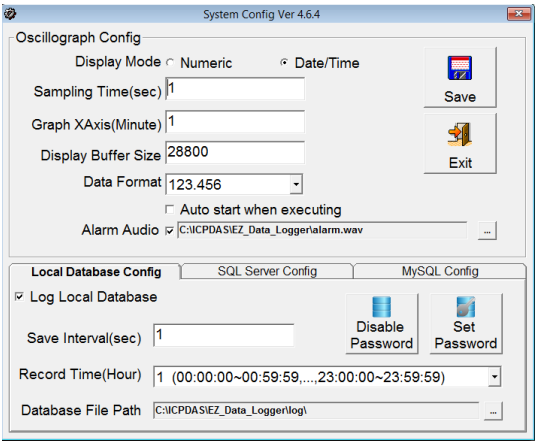 System Config Ver 4.6.4
Oscillograph Config
Display Mode Numeric Date/Time
Sampling Time(sec) 1
Save
Graph XAxis(Minute) 1
Display Buffer Size 28800
Exit
Data Format 123.456
Auto start when executing
Alarm Audio C:\ICPDAS\EZ_Data_Logger\alarm.wav ...
Local Database Config SQL Server Config MySQL Config
Log Local Database
Save Interval(sec) 1
Disable Password
Set Password
Record Time(Hour) 1 (00:00:00~00:59:59,...,23:00:00~23:59:59)
Database File Path C:\ICPDAS\EZ_Data_Logger\log\ ...